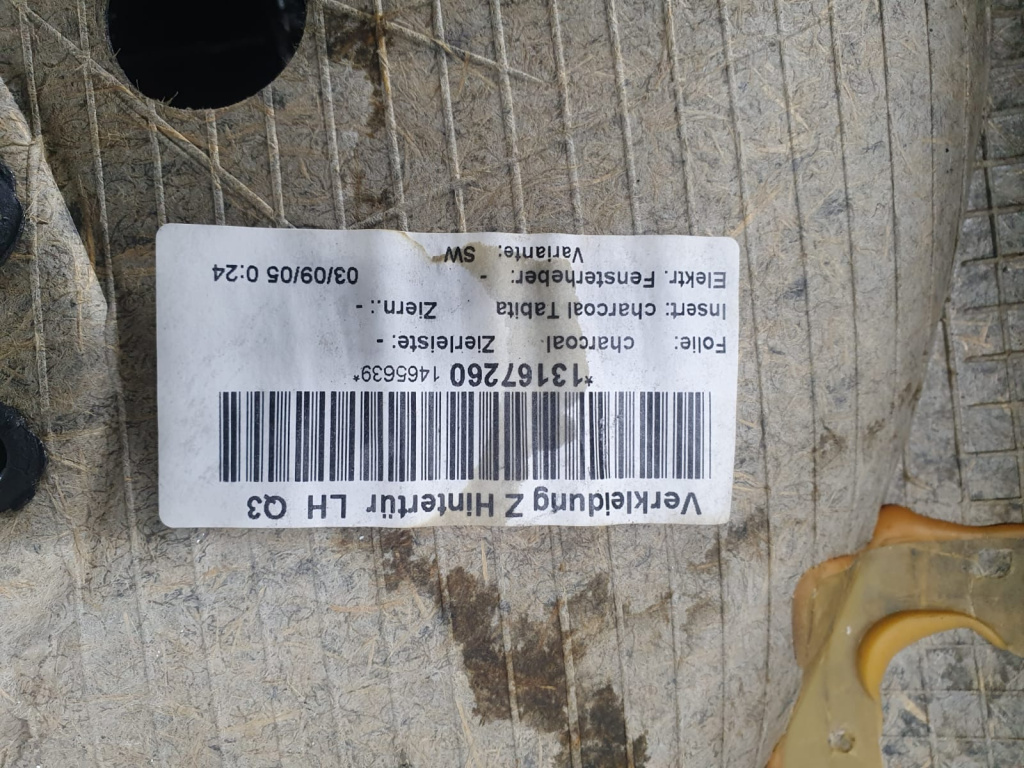 Verkleidung Z Hintertür LH Q3
*13167260 1465639*
Folie: charcoal Zierleiste: -
Insert: charcoal Tabita Ziern.: -
Elektr. Fensterheber: - 03/09/05 0:24
Variante: SW